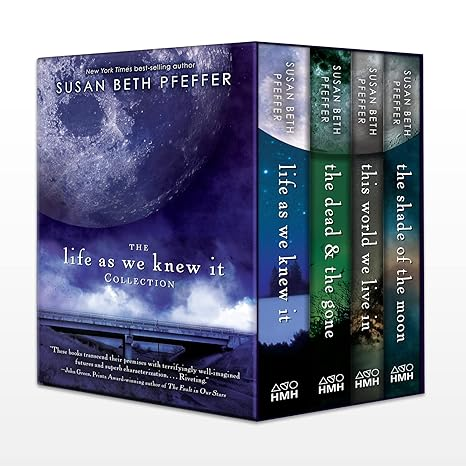 New York Times best-selling author
SUSAN BETH PFEFFER
THE
life as we knew it
COLLECTION
"These books transcend their premises with terrifyingly well-imagined
futures and superb characterization. . . . Riveting."
—John Green, Printz Award-winning author of The Fault in Our Stars
SUSAN BETH
PFEFFER
life as we knew it
HMH
SUSAN BETH
PFEFFER
the dead & the gone
HMH
SUSAN BETH
PFEFFER
this world we live in
HMH
SUSAN BETH
PFEFFER
the shade of the moon
HMH